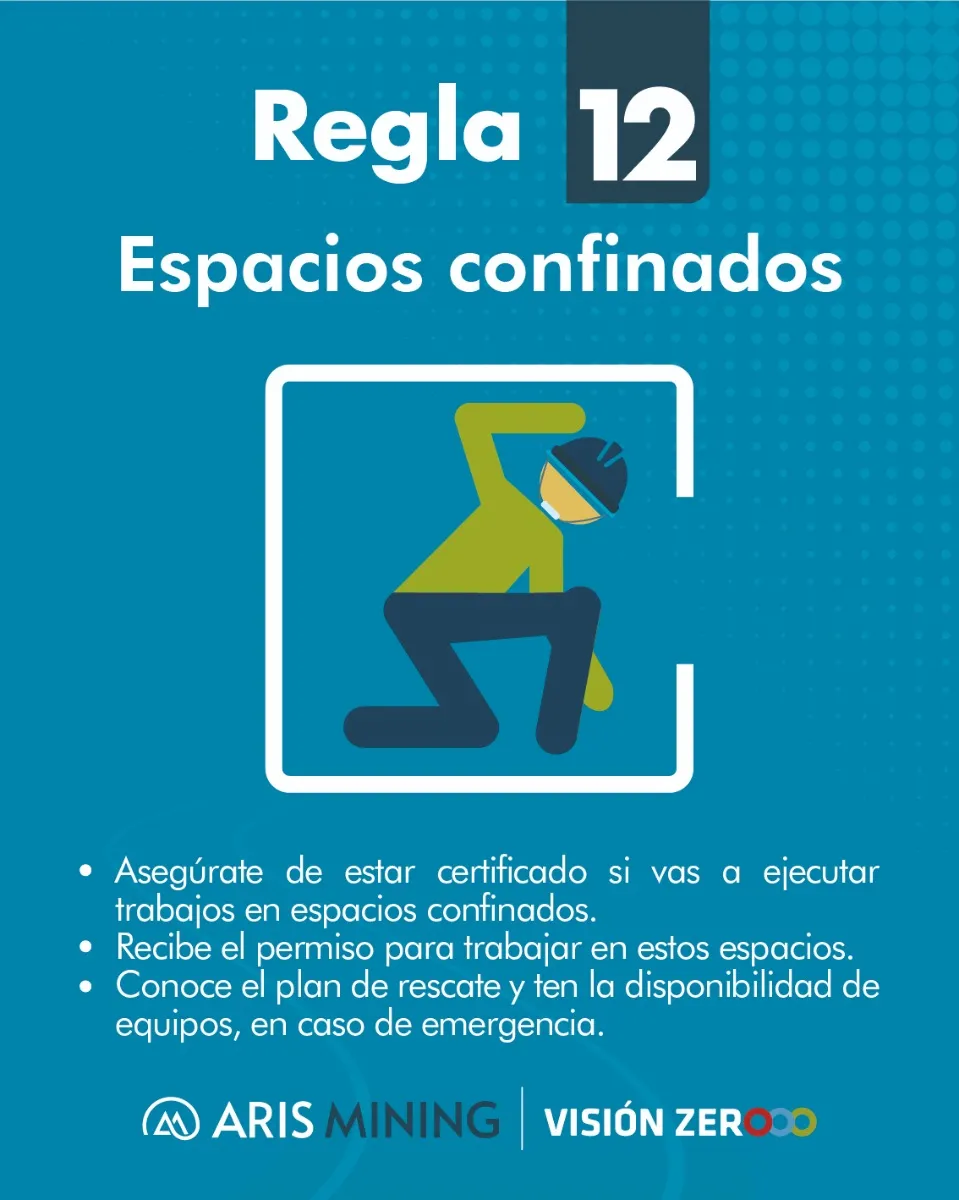 Regla 12
Espacios confinados
• Asegúrate de estar certificado si vas a ejecutar
trabajos en espacios confinados.
• Recibe el permiso para trabajar en estos espacios.
• Conoce el plan de rescate y ten la disponibilidad de
equipos, en caso de emergencia.
ARIS MINING | VISIÓN ZEROOO